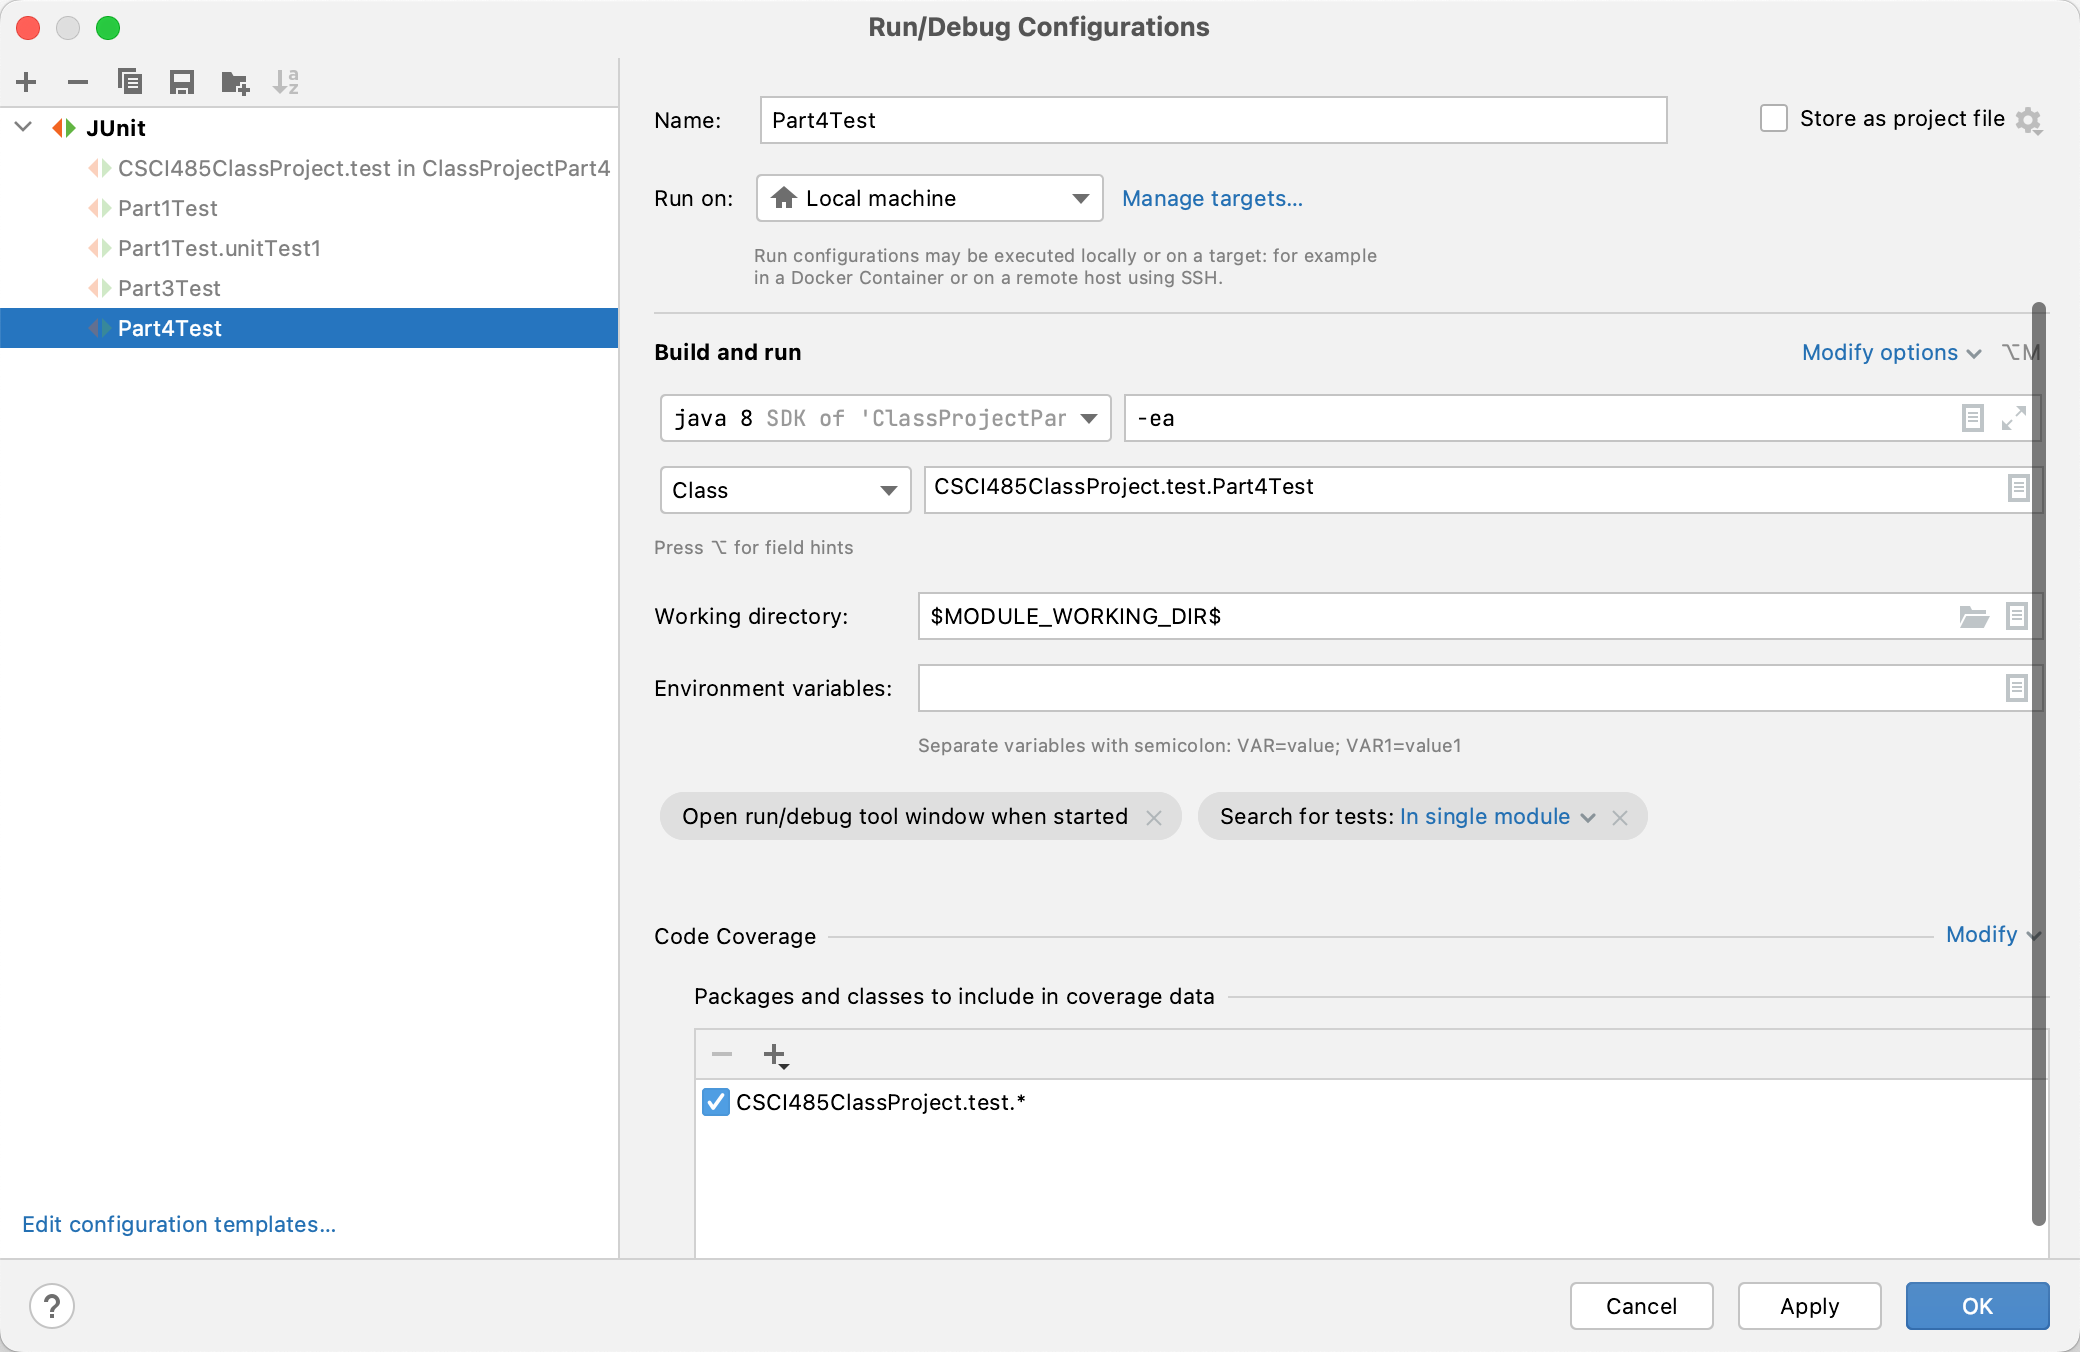 Run/Debug Configurations
JUnit
CSCI485ClassProject.test in ClassProjectPart4
Part1Test
Part1Test.unitTest1
Part3Test
Part4Test
Edit configuration templates...
Name:
Part4Test
Store as project file
Run on:
Local machine
Manage targets...
Run configurations may be executed locally or on a target: for example
in a Docker Container or on a remote host using SSH.
Build and run
Modify options
⌥M
java 8 SDK of 'ClassProjectPar
-ea
Class
CSCI485ClassProject.test.Part4Test
Press ⌥ for field hints
Working directory:
$MODULE_WORKING_DIR$
Environment variables:
Separate variables with semicolon: VAR=value; VAR1=value1
Open run/debug tool window when started
Search for tests: In single module
Code Coverage
Modify
Packages and classes to include in coverage data
CSCI485ClassProject.test.*
?
Cancel
Apply
OK